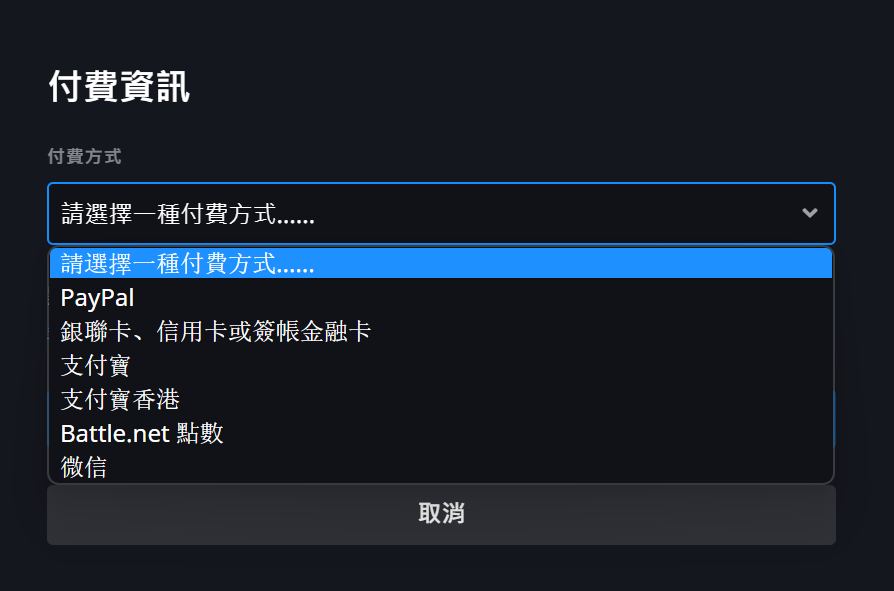 付費資訊
付費方式
請選擇一種付費方式......
請選擇一種付費方式......
PayPal
銀聯卡、信用卡或簽帳金融卡
支付寶
支付寶香港
Battle.net 點數
微信
取消